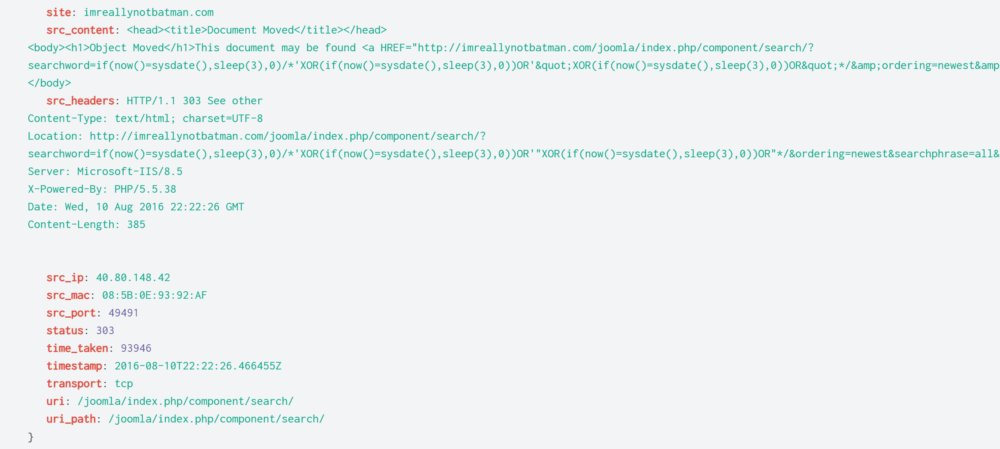 site: imreallynotbatman.com
src_content: <head><title>Document Moved</title></head>
<body><h1>Object Moved</h1>This document may be found <a HREF="http://imreallynotbatman.com/joomla/index.php/component/search/?
searchword=if(now()=sysdate(),sleep(3),0)/*'XOR(if(now()=sysdate(),sleep(3),0))OR'&quot;XOR(if(now()=sysdate(),sleep(3),0))OR&quot;*/&amp;ordering=newest&amp
</body>
src_headers: HTTP/1.1 303 See other
Content-Type: text/html; charset=UTF-8
Location: http://imreallynotbatman.com/joomla/index.php/component/search/?
searchword=if(now()=sysdate(),sleep(3),0)/*'XOR(if(now()=sysdate(),sleep(3),0))OR'"XOR(if(now()=sysdate(),sleep(3),0))OR"*/&ordering=newest&searchphrase=all&
Server: Microsoft-IIS/8.5
X-Powered-By: PHP/5.5.38
Date: Wed, 10 Aug 2016 22:22:26 GMT
Content-Length: 385
src_ip: 40.80.148.42
src_mac: 08:5B:0E:93:92:AF
src_port: 49491
status: 303
time_taken: 93946
timestamp: 2016-08-10T22:22:26.466455Z
transport: tcp
uri: /joomla/index.php/component/search/
uri_path: /joomla/index.php/component/search/
}